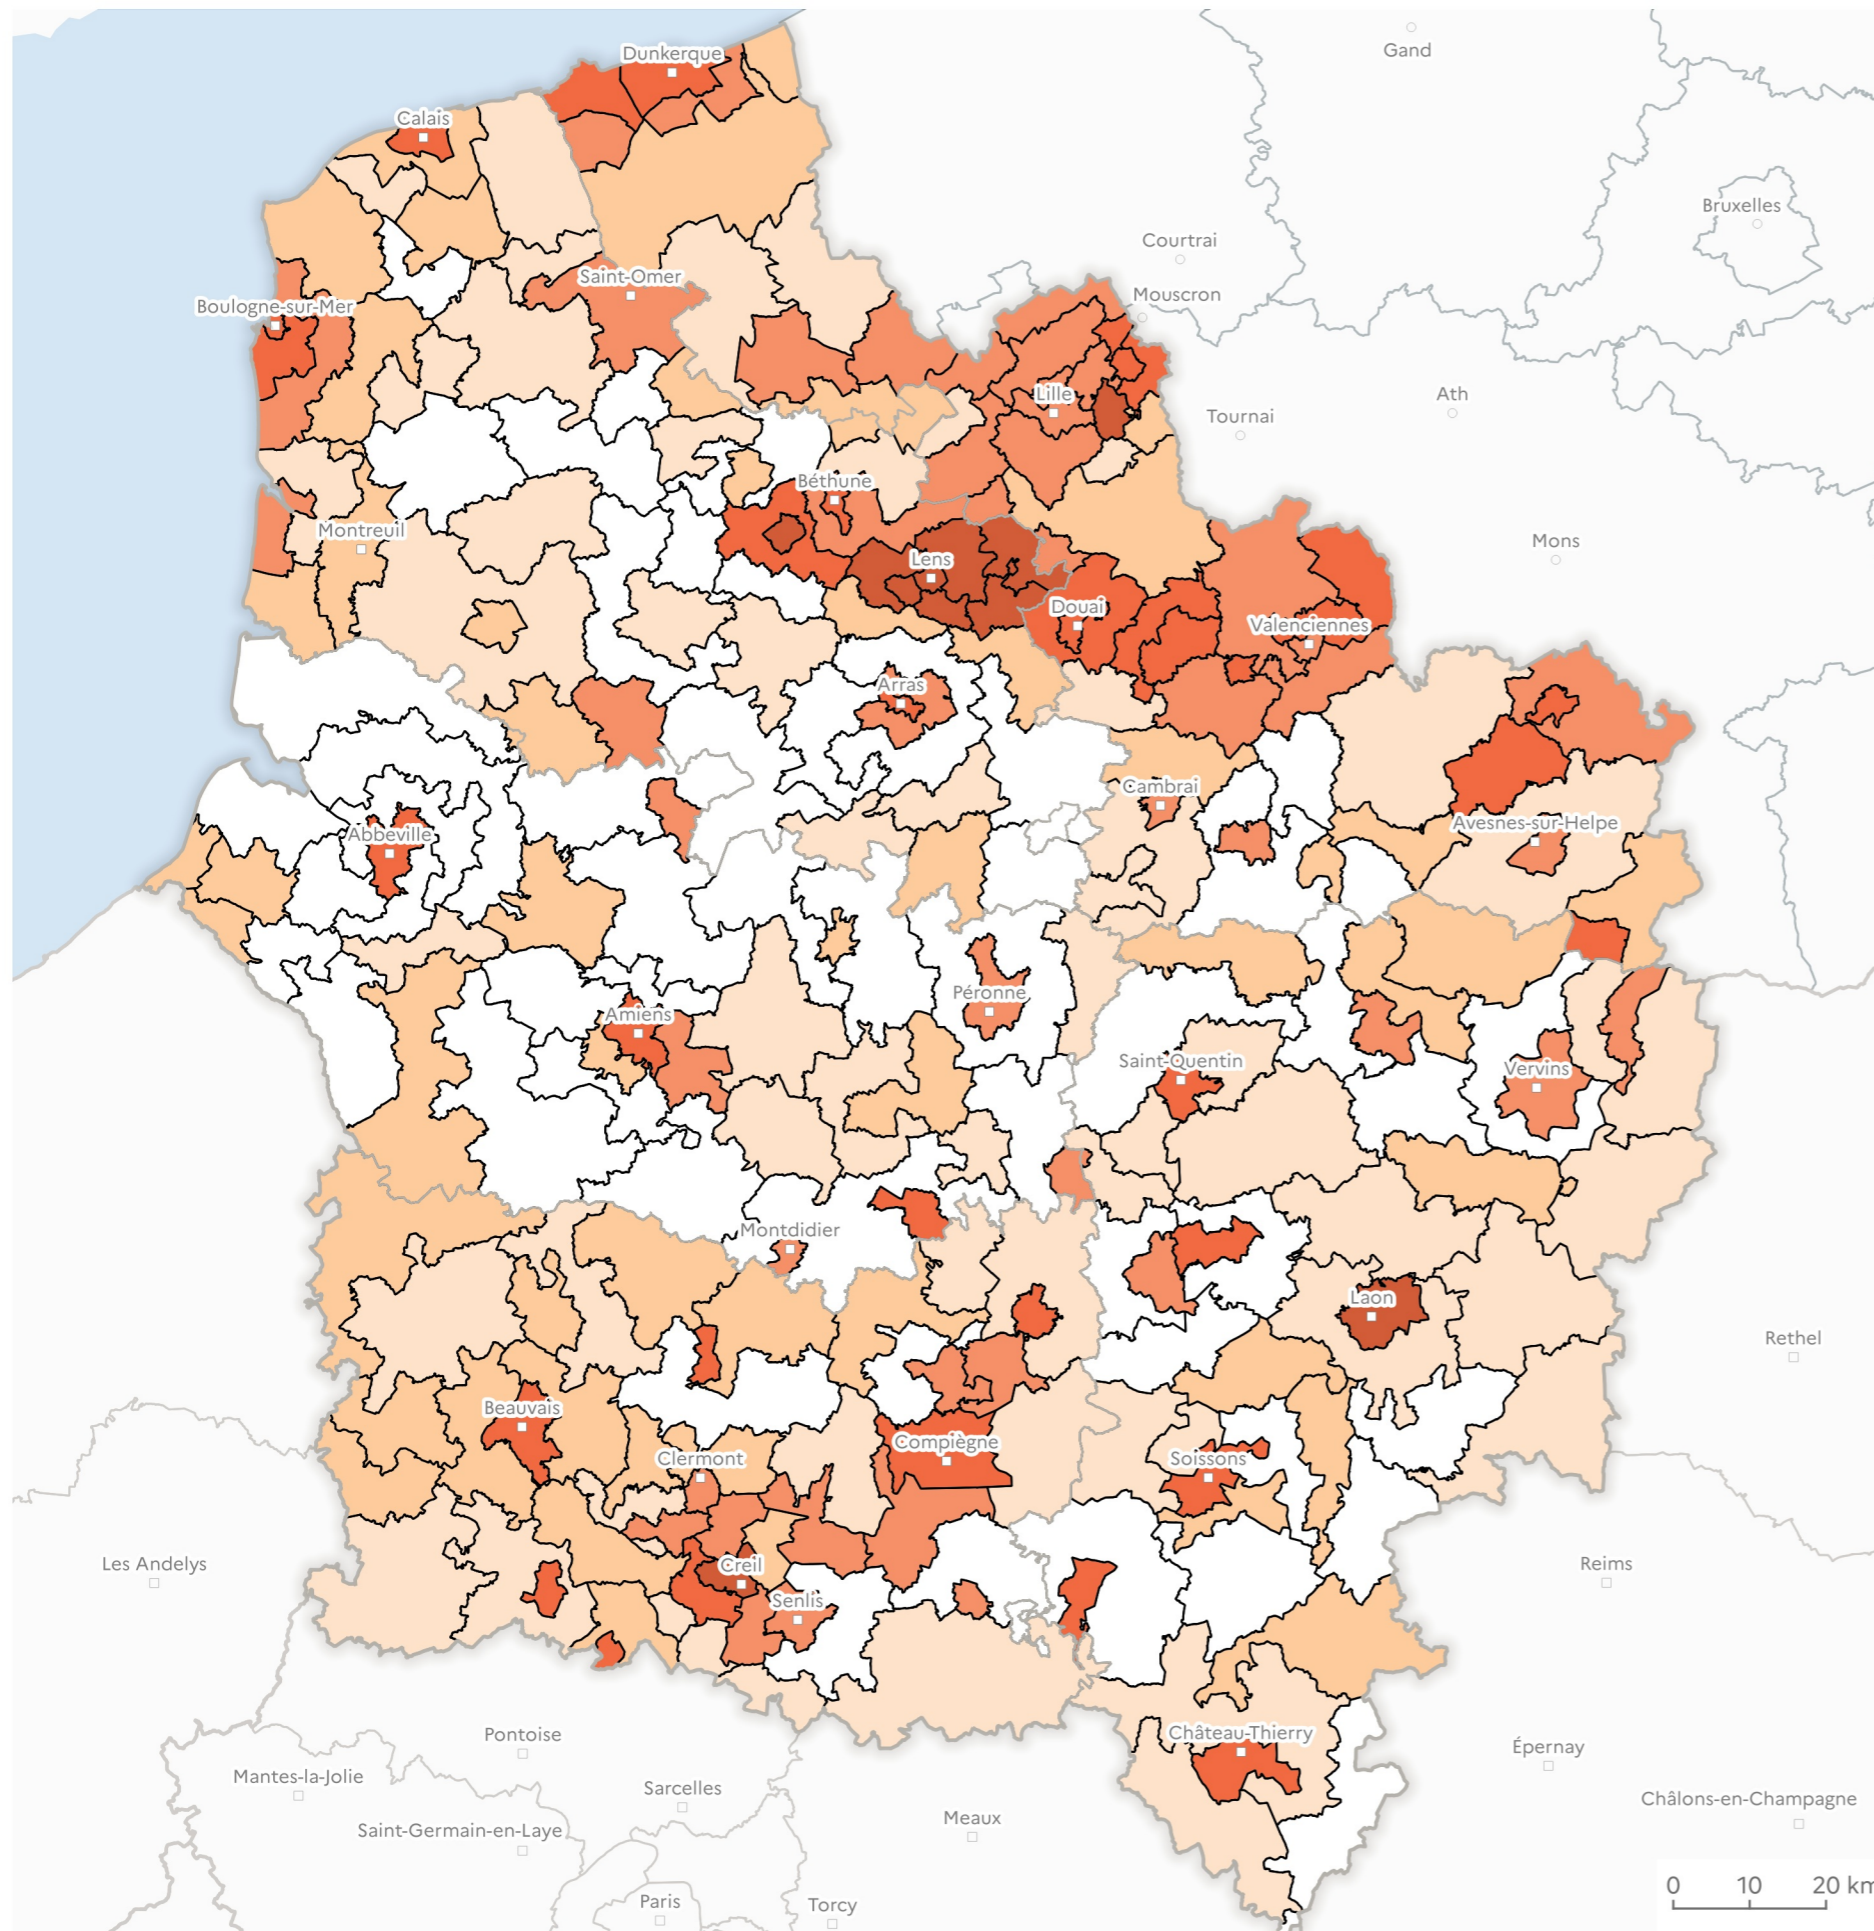 Gand
Dunkerque
Calais
Bruxelles
Courtrai
Saint-Omer
Mouscron
Boulogne-sur-Mer
Lille
Ath
Tournai
Béthune
Montreuil
Mons
Lens
Douai
Valenciennes
Arras
Cambrai
Avesnes-sur-Helpe
Abbeville
Péronne
Amiens
Saint-Quentin
Vervins
Montdidier
Laon
Rethel
Beauvais
Compiègne
Clermont
Soissons
Les Andelys
Creil
Reims
Senlis
Pontoise
Château-Thierry
Épernay
Mantes-la-Jolie
Sarcelles
Châlons-en-Champagne
Meaux
Saint-Germain-en-Laye
Paris
Torcy
0 10 20 km